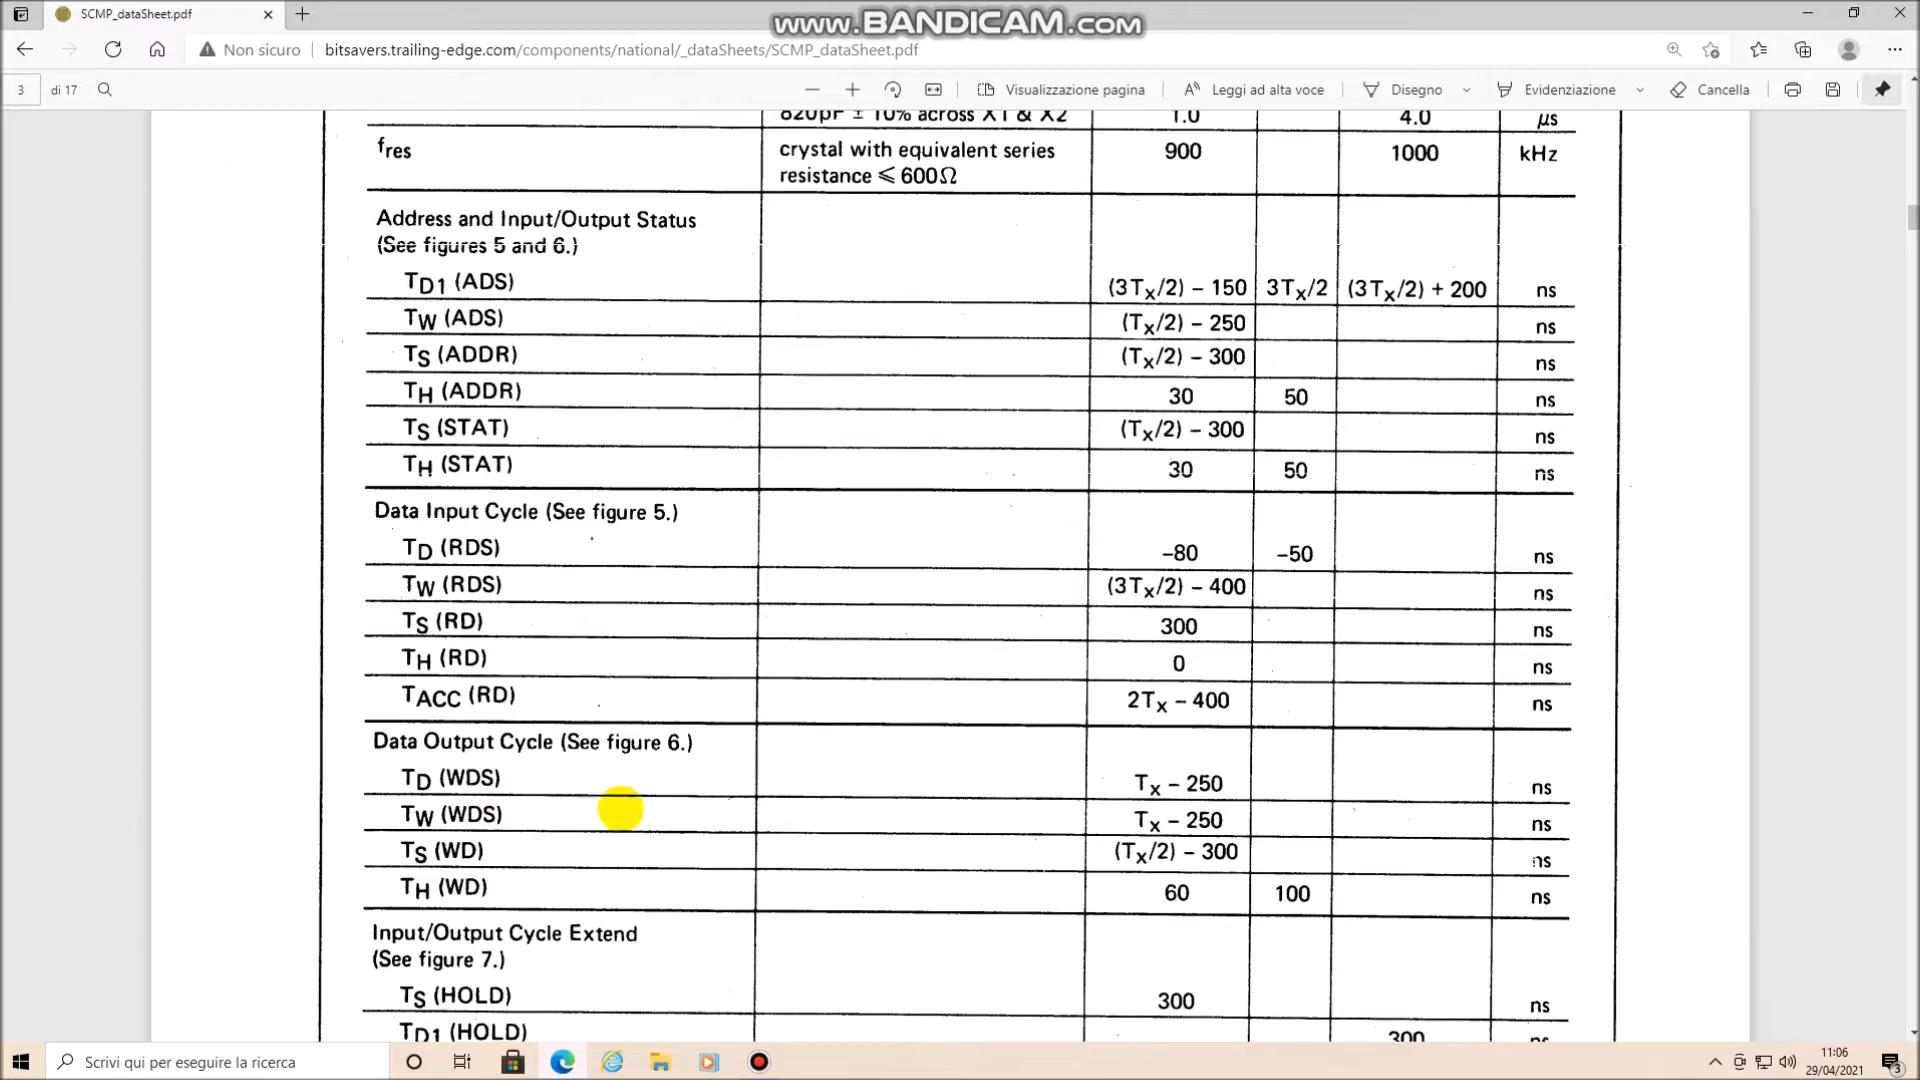 SCMP_dataSheet.pdf
www.BANDICAM.com
Non sicuro
bitsavers.trailing-edge.com/components/national/_dataSheets/SCMP_dataSheet.pdf
3 di 17
Visualizzazione pagina
Leggi ad alta voce
Disegno
Evidenziazione
Cancella
820pF ± 10% across X1 & X2 1.0 4.0 μs
fres crystal with equivalent series 900 1000 kHz
resistance ≤ 600Ω
Address and Input/Output Status
(See figures 5 and 6.)
TD1 (ADS) (3Tx/2) – 150 3Tx/2 (3Tx/2) + 200 ns
TW (ADS) (Tx/2) – 250 ns
TS (ADDR) (Tx/2) – 300 ns
TH (ADDR) 30 50 ns
TS (STAT) (Tx/2) – 300 ns
TH (STAT) 30 50 ns
Data Input Cycle (See figure 5.)
TD (RDS) –80 –50 ns
TW (RDS) (3Tx/2) – 400 ns
TS (RD) 300 ns
TH (RD) 0 ns
TACC (RD) 2Tx – 400 ns
Data Output Cycle (See figure 6.)
TD (WDS) Tx – 250 ns
TW (WDS) Tx – 250 ns
TS (WD) (Tx/2) – 300 ns
TH (WD) 60 100 ns
Input/Output Cycle Extend
(See figure 7.)
TS (HOLD) 300 ns
TD1 (HOLD) 300 ns
Scrivi qui per eseguire la ricerca
11:06
29/04/2021
3